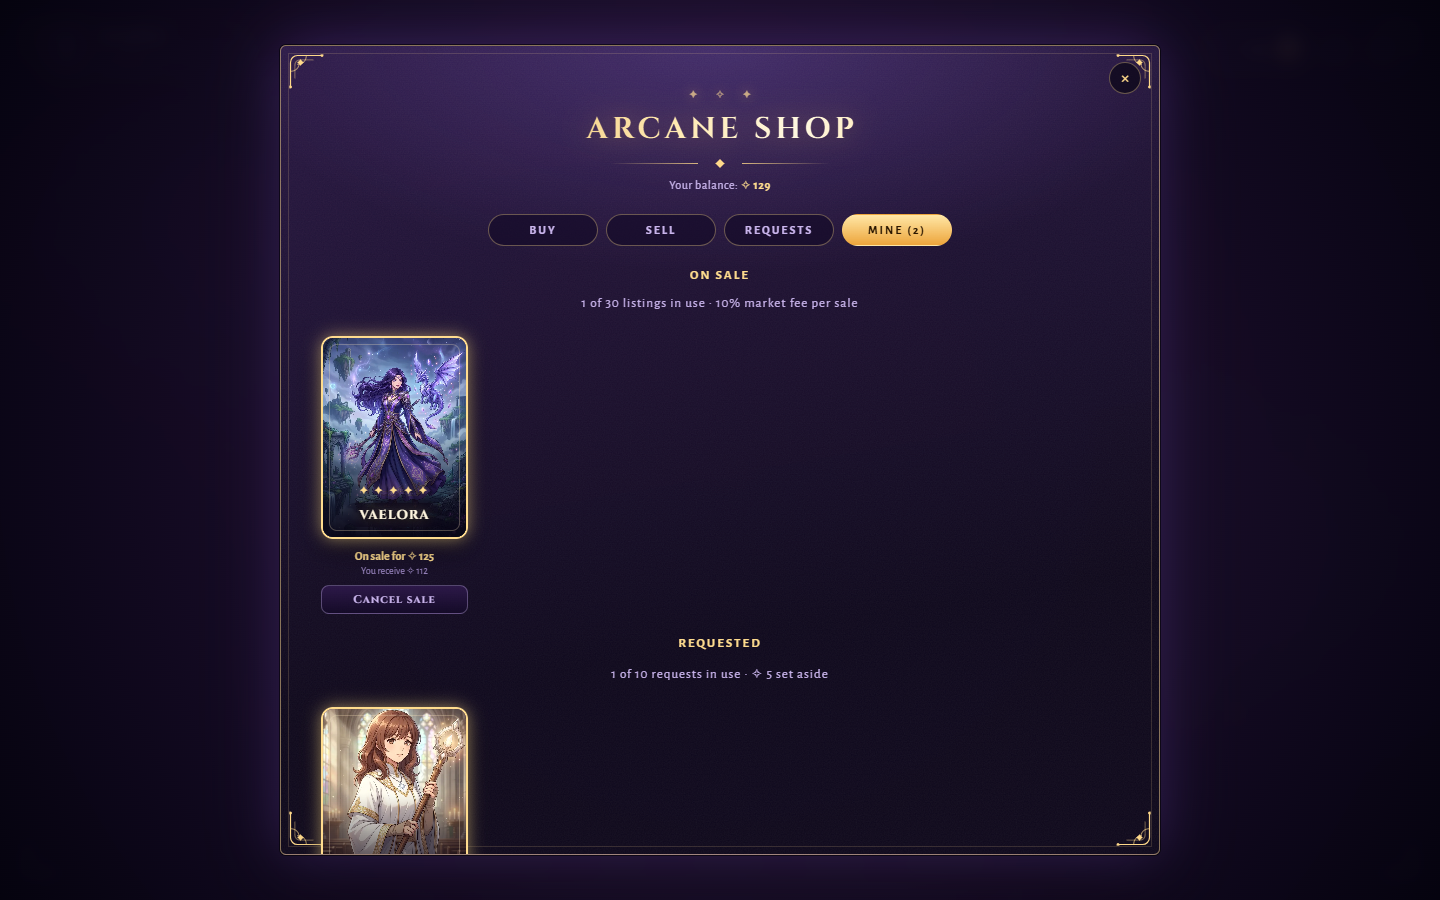 ARCANE SHOP
Your balance: ✧ 129
BUY
SELL
REQUESTS
MINE (2)
ON SALE
1 of 30 listings in use · 10% market fee per sale
VAELORA
On sale for ✧ 125
You receive ✧ 112
CANCEL SALE
REQUESTED
1 of 10 requests in use · ✧ 5 set aside